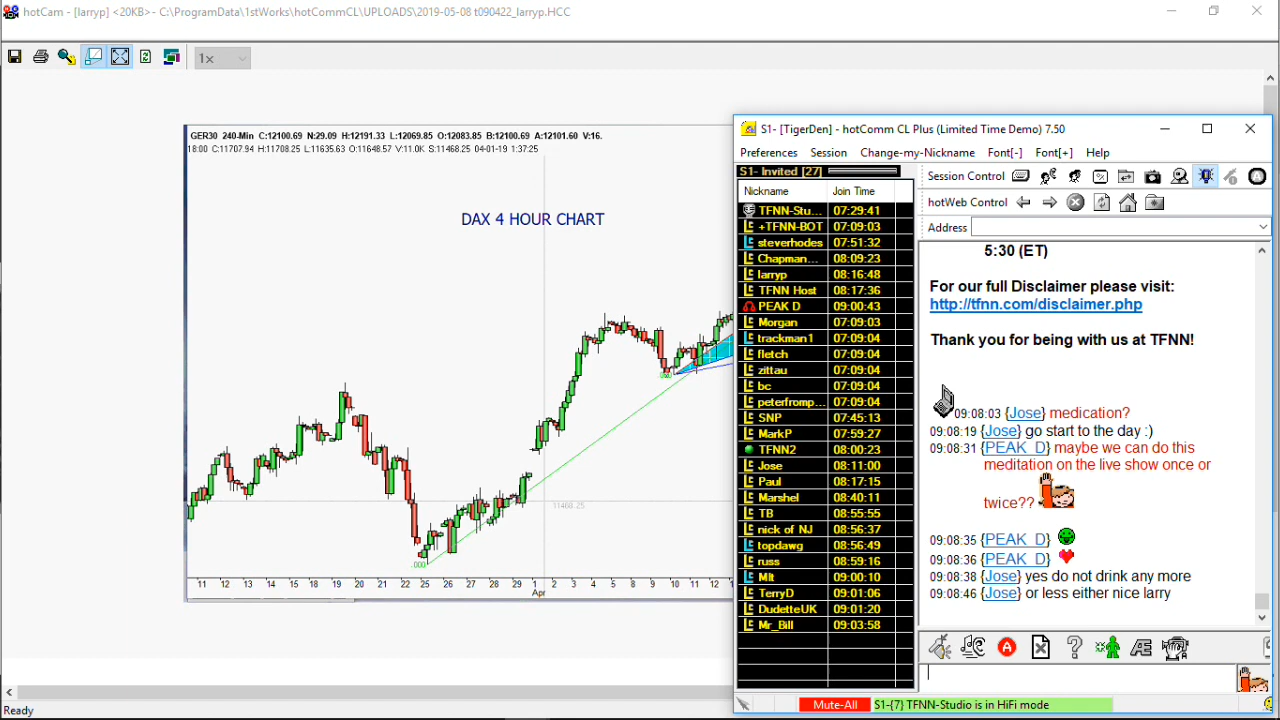 hotCam - [larryp] <20KB>- C:\ProgramData\1stWorks\hotCommCL\UPLOADS\2019-05-08 t090422_larryp.HCC
1x
GER30 240-Min C:12100.69 N:29.09 H:12191.33 L:12069.85 O:12083.85 B:12100.69 A:12101.60 V:16.
18:00 C:11707.94 H:11708.25 L:11635.63 O:11648.57 V:11.0K S:11468.25 04-01-19 1:37:25
DAX 4 HOUR CHART
11468.25
.000
11 12 13 14 15 18 19 20 21 22 25 26 27 28 29 1 2 3 4 5 8 9 10 11 12
Apr
Ready
S1- [TigerDen] - hotComm CL Plus (Limited Time Demo) 7.50
Preferences Session Change-my-Nickname Font[-] Font[+] Help
S1- Invited [27]
Nickname Join Time
TFNN-Stu... 07:29:41
+TFNN-BOT 07:09:03
steverhodes 07:51:32
Chapman... 08:09:23
larryp 08:16:48
TFNN Host 08:17:36
PEAK D 09:00:43
Morgan 07:09:03
trackman1 07:09:04
fletch 07:09:04
zittau 07:09:04
bc 07:09:04
peterfromp... 07:09:04
SNP 07:45:13
MarkP 07:59:27
TFNN2 08:00:23
Jose 08:11:00
Paul 08:17:15
Marshel 08:40:11
TB 08:55:55
nick of NJ 08:56:37
topdawg 08:56:49
russ 08:59:16
MIt 09:00:10
TerryD 09:01:06
DudetteUK 09:01:20
Mr_Bill 09:03:58
Session Control
hotWeb Control
Address
5:30 (ET)
For our full Disclaimer please visit:
http://tfnn.com/disclaimer.php
Thank you for being with us at TFNN!
09:08:03 {Jose} medication?
09:08:19 {Jose} go start to the day :)
09:08:31 {PEAK_D} maybe we can do this
meditation on the live show once or
twice??
09:08:35 {PEAK_D}
09:08:36 {PEAK_D}
09:08:38 {Jose} yes do not drink any more
09:08:46 {Jose} or less either nice larry
Mute-All
S1-{7} TFNN-Studio is in HiFi mode